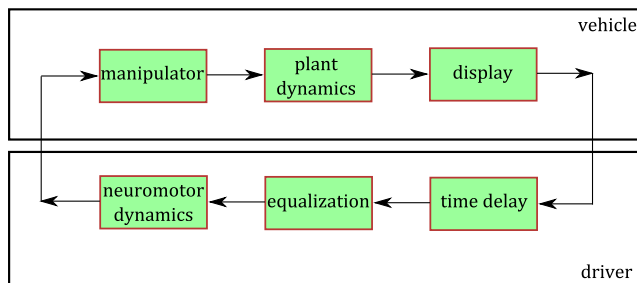 vehicle
manipulator
plant
dynamics
display
neuromotor
dynamics
equalization
time delay
driver